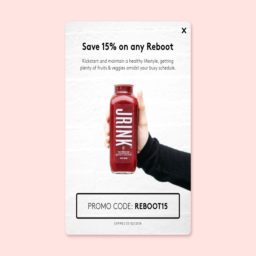 X
Save 15% on any Reboot
Kickstart and maintain a healthy lifestyle, getting
plenty of fruits & veggies amidst your busy schedule.
JRINK
PROMO CODE: REBOOT15